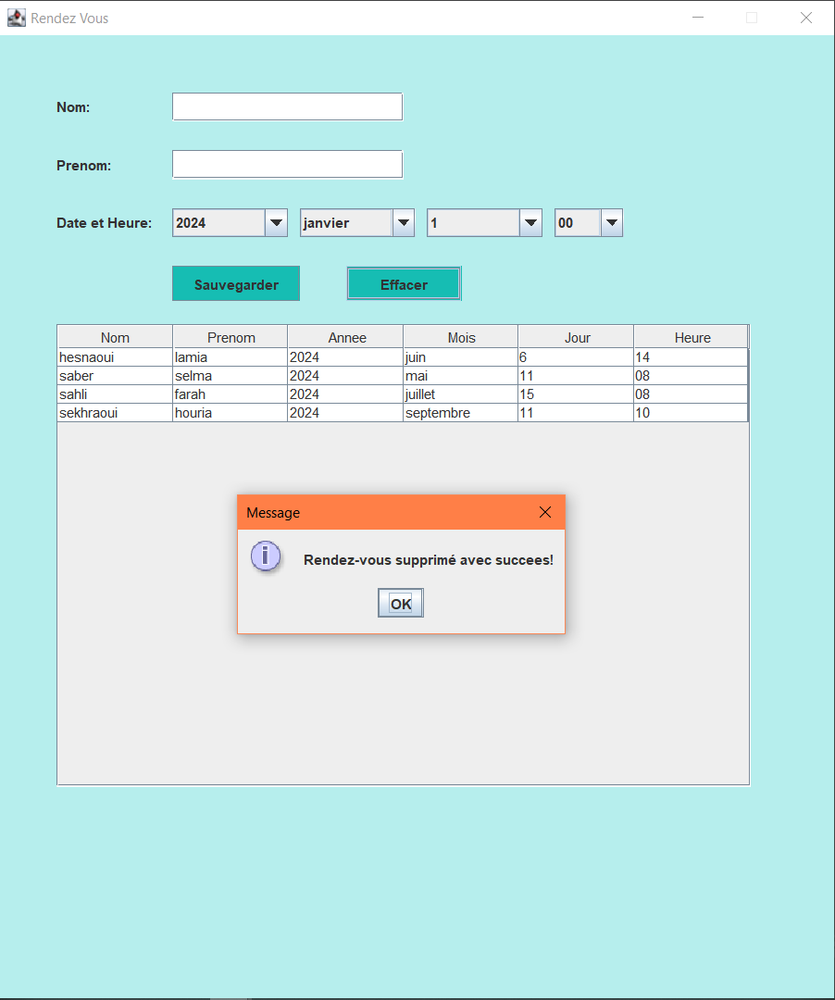 Rendez Vous
Nom:
Prenom:
Date et Heure: 2024 janvier 1 00
Sauvegarder Effacer
Nom Prenom Annee Mois Jour Heure
hesnaoui lamia 2024 juin 6 14
saber selma 2024 mai 11 08
sahli farah 2024 juillet 15 08
sekhraoui houria 2024 septembre 11 10
Message
i Rendez-vous supprimé avec succees!
OK